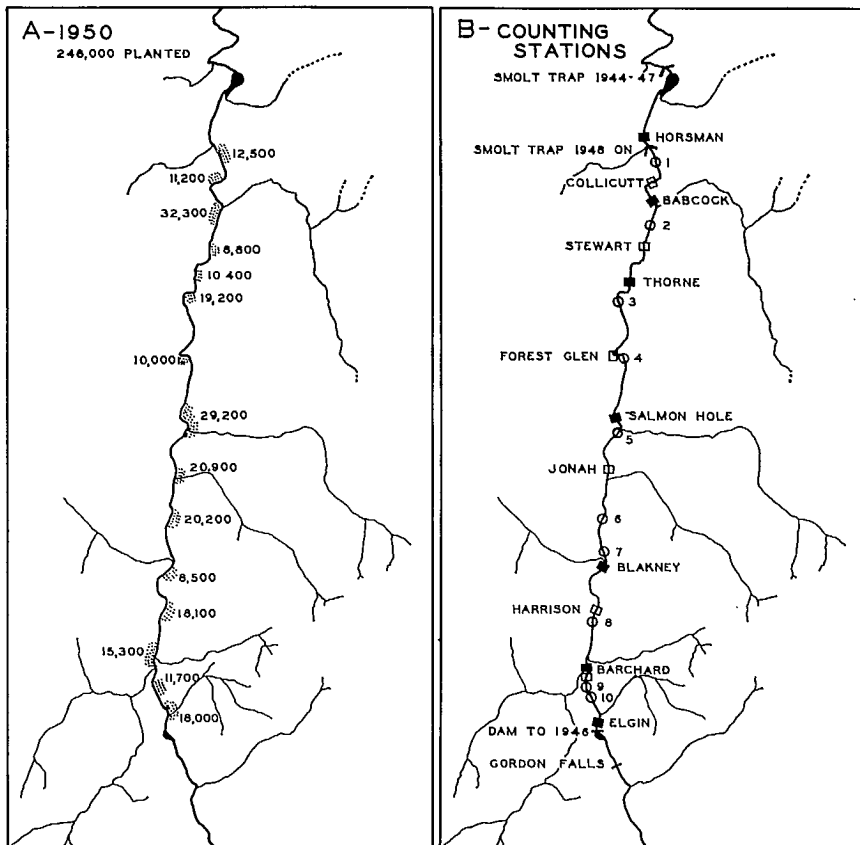 A-1950
246,000 PLANTED
12,500
11,200
32,300
8,800
10 400
19,200
10,000
29,200
20,900
20,200
8,500
18,100
15,300
11,700
18,000
B- COUNTING
STATIONS
SMOLT TRAP 1944-47
HORSMAN
SMOLT TRAP 1948 ON
1
COLLICUTT
BABCOCK
2
STEWART
THORNE
3
FOREST GLEN
4
SALMON HOLE
5
JONAH
6
7
BLAKNEY
HARRISON
8
BARCHARD
9
10
ELGIN
DAM TO 1946
GORDON FALLS